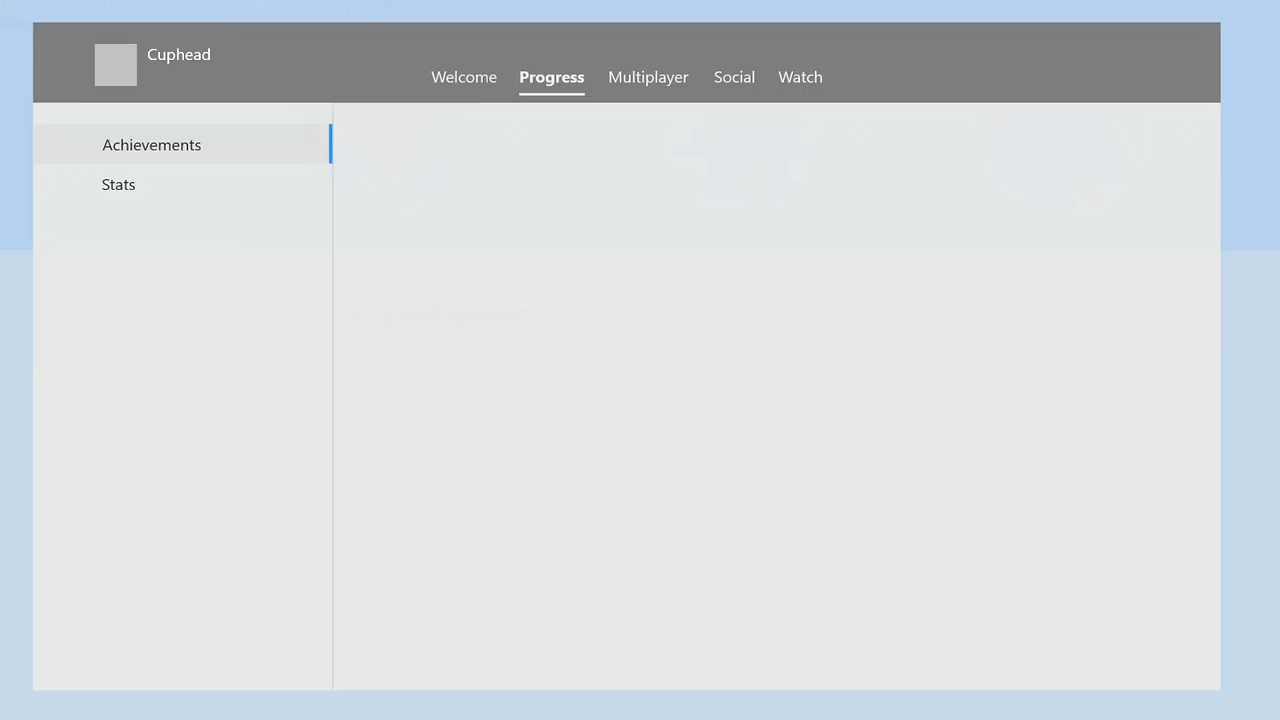 Cuphead
Welcome Progress Multiplayer Social Watch
Achievements
Stats